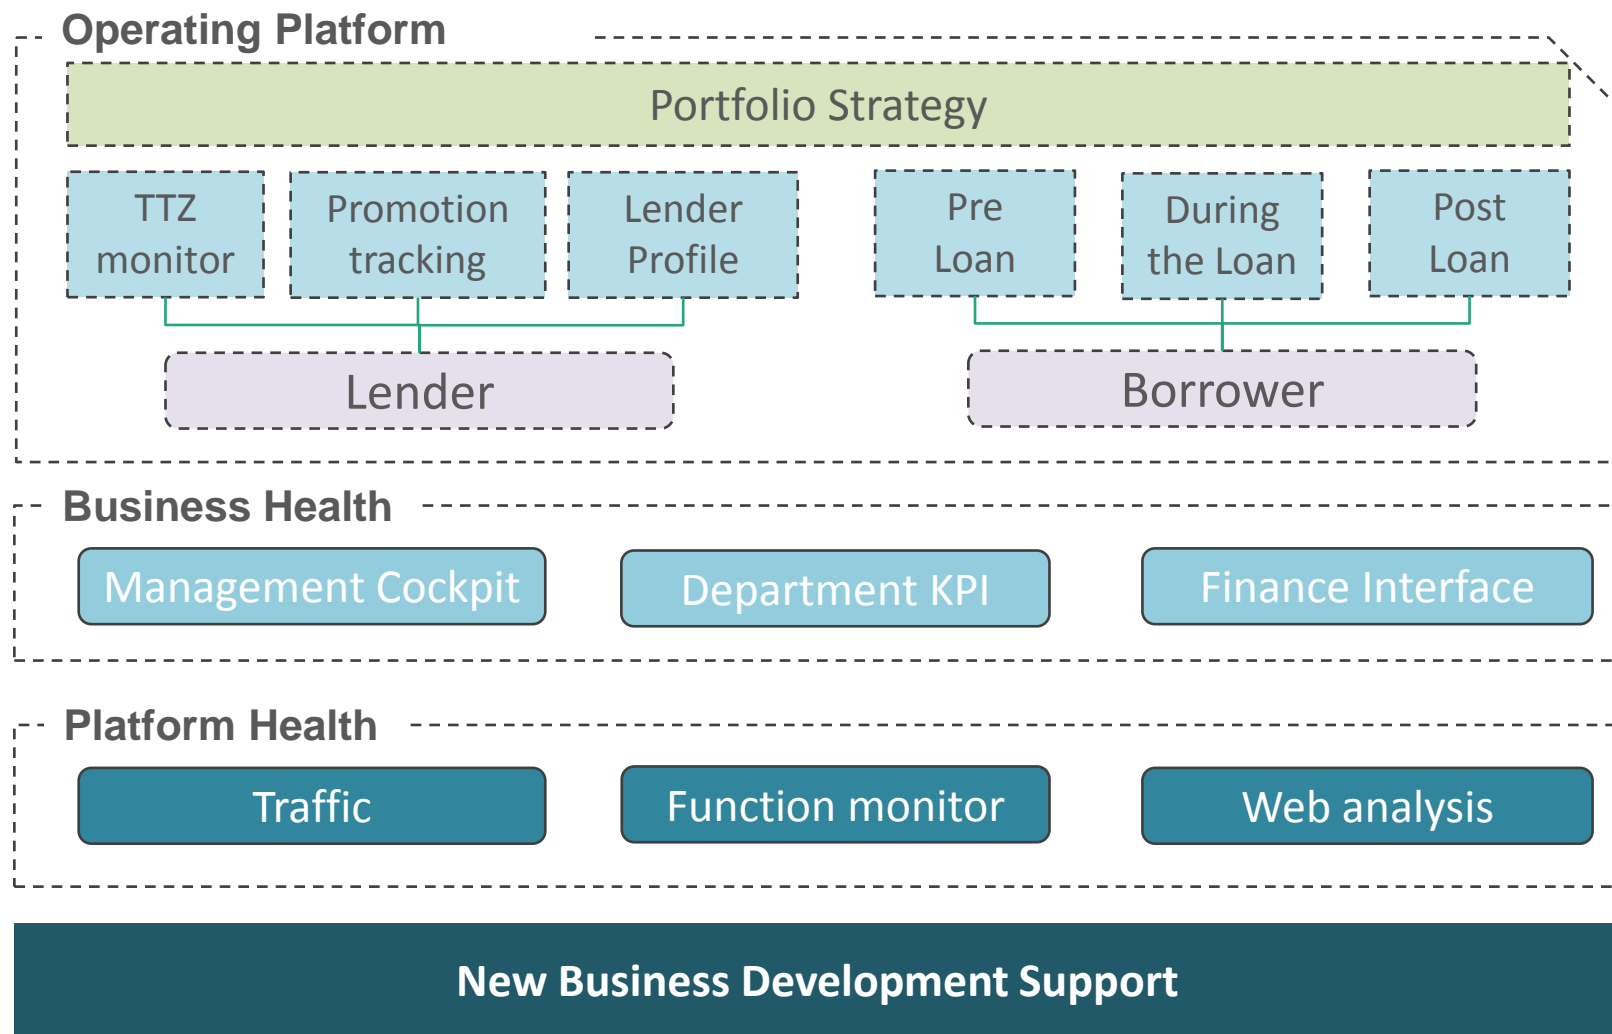 Operating Platform
Portfolio Strategy
TTZ
monitor
Promotion
tracking
Lender
Profile
Pre
Loan
During
the Loan
Post
Loan
Lender
Borrower
Business Health
Management Cockpit
Department KPI
Finance Interface
Platform Health
Traffic
Function monitor
Web analysis
New Business Development Support